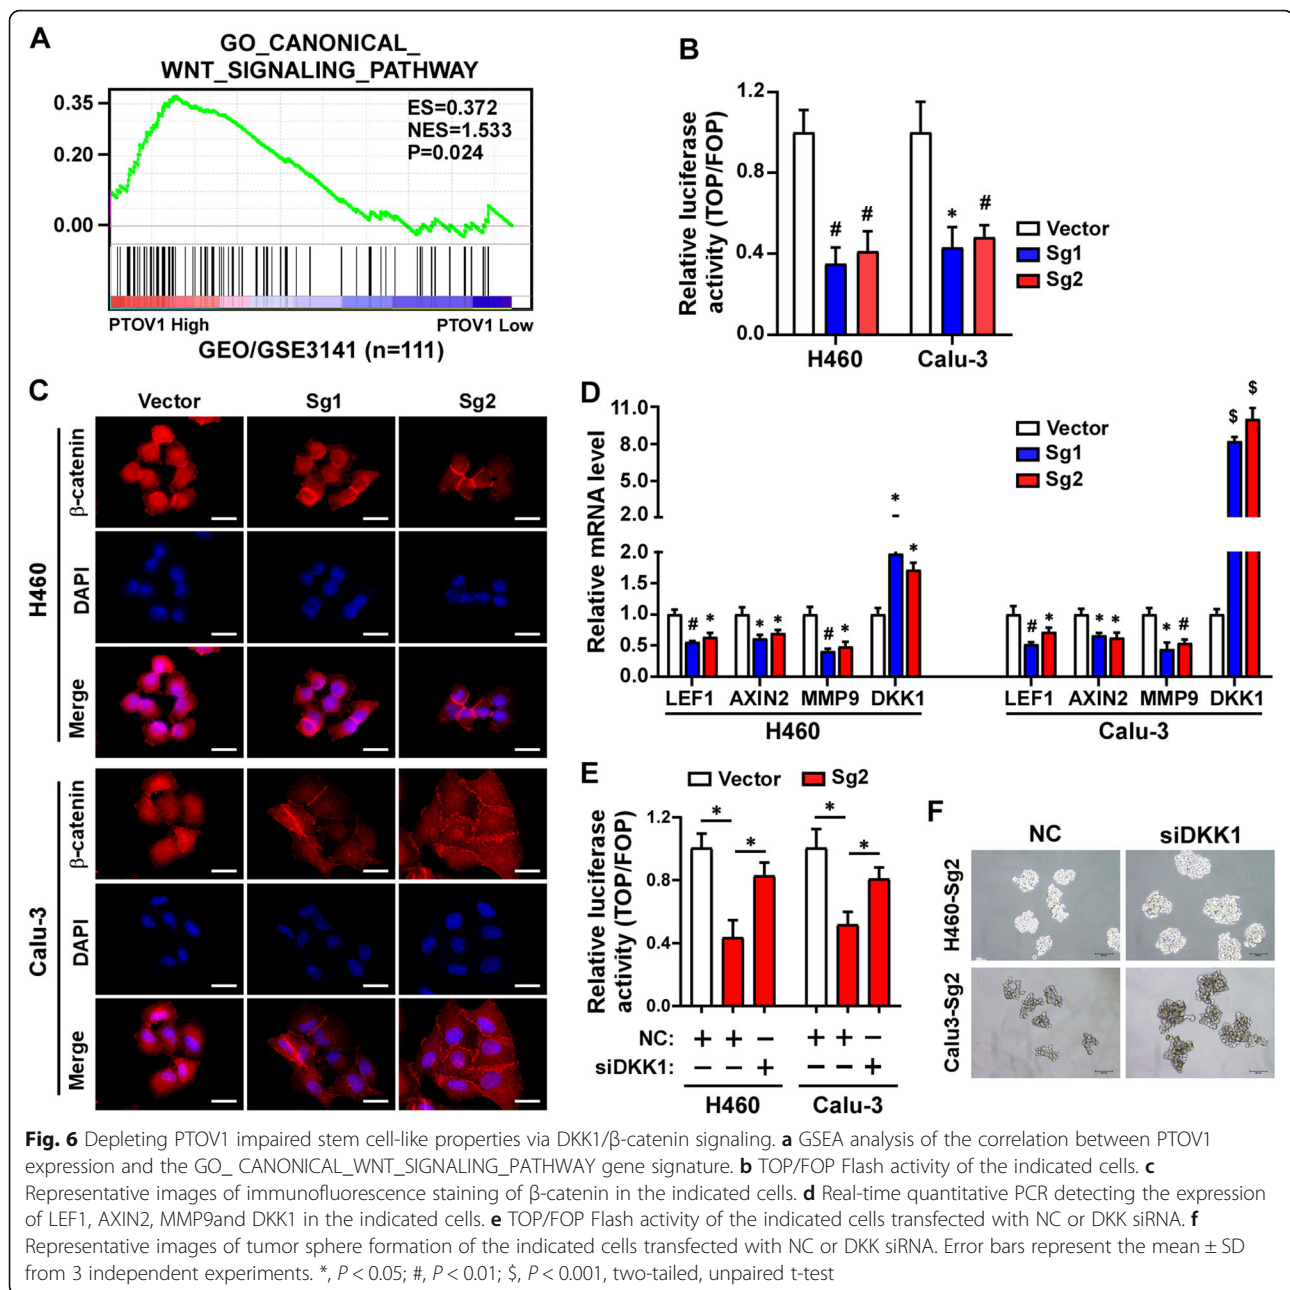 A
GO_CANONICAL_
WNT_SIGNALING_PATHWAY
0.35
0.20
0.00
ES=0.372
NES=1.533
P=0.024
PTOV1 High
PTOV1 Low
GEO/GSE3141 (n=111)
B
Relative luciferase
activity (TOP/FOP)
1.2
0.8
0.4
0.0
# # * #
Vector
Sg1
Sg2
H460 Calu-3
C
Vector Sg1 Sg2
H460
β-catenin
DAPI
Merge
Calu-3
β-catenin
DAPI
Merge
D
Relative mRNA level
11.0
8.0
5.0
2.0
2.0
1.5
1.0
0.5
0.0
Vector
Sg1
Sg2
# * * * # * * *
# * * * * # $ $
LEF1 AXIN2 MMP9 DKK1 LEF1 AXIN2 MMP9 DKK1
H460 Calu-3
E
Vector Sg2
Relative luciferase
activity (TOP/FOP)
1.2
0.8
0.4
0.0
* * * *
NC: + + − + + −
siDKK1: − − + − − +
H460 Calu-3
F
NC siDKK1
H460-Sg2
Calu3-Sg2
Fig. 6 Depleting PTOV1 impaired stem cell-like properties via DKK1/β-catenin signaling. a GSEA analysis of the correlation between PTOV1
expression and the GO_ CANONICAL_WNT_SIGNALING_PATHWAY gene signature. b TOP/FOP Flash activity of the indicated cells. c
Representative images of immunofluorescence staining of β-catenin in the indicated cells. d Real-time quantitative PCR detecting the expression
of LEF1, AXIN2, MMP9and DKK1 in the indicated cells. e TOP/FOP Flash activity of the indicated cells transfected with NC or DKK siRNA. f
Representative images of tumor sphere formation of the indicated cells transfected with NC or DKK siRNA. Error bars represent the mean ± SD
from 3 independent experiments. *, P < 0.05; #, P < 0.01; $, P < 0.001, two-tailed, unpaired t-test